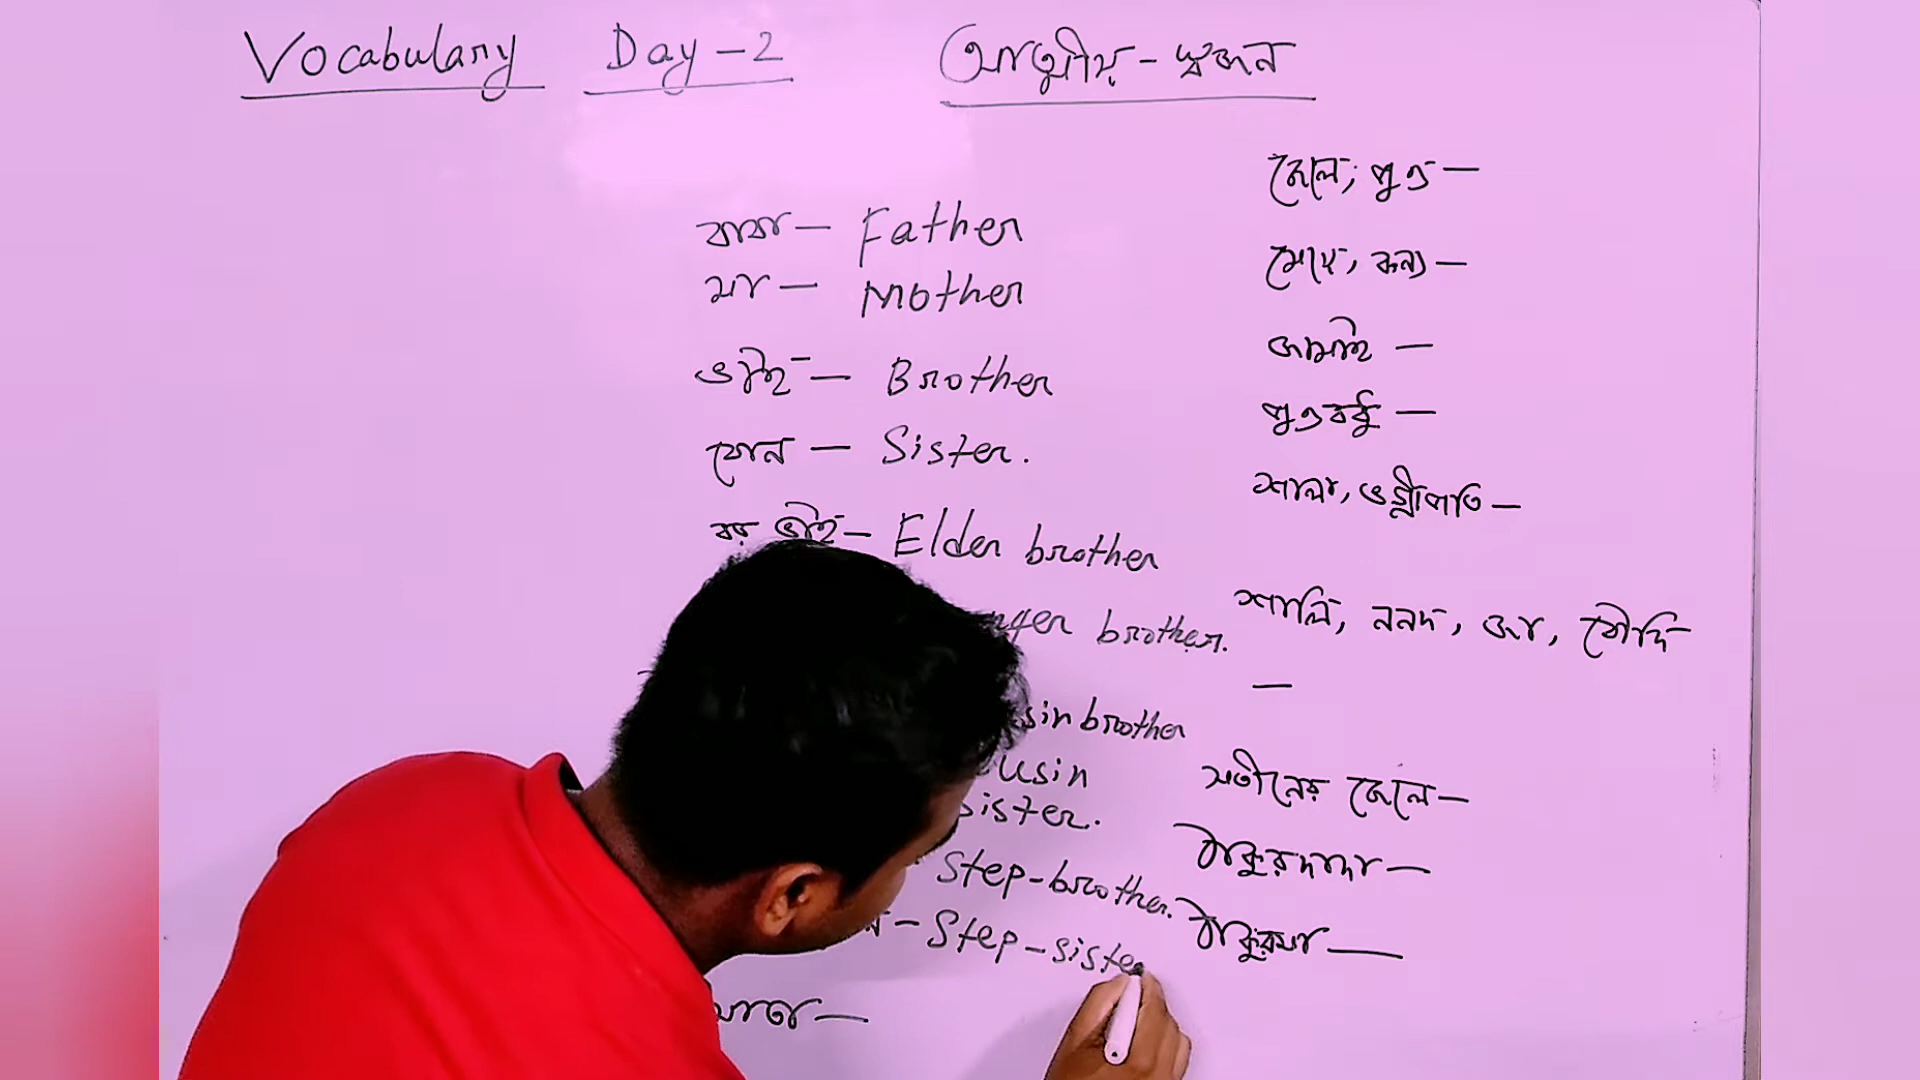 Vocabulary Day-2 আত্মীয়-স্বজন
বাবা — Father
মা — Mother
ভাই — Brother
বোন — Sister.
বড় ভাই — Elder brother
brother.
brother
sister.
Step-brother.
- Step-siste
ছেলে, পুত্র —
মেয়ে, কন্যা —
জামাই —
পুত্রবধু —
শালা, ভগ্নীপতি —
শালি, ননদ, জা, বৌদি
—
সতীনের ছেলে —
ঠাকুরদাদা —
ঠাকুরমা —